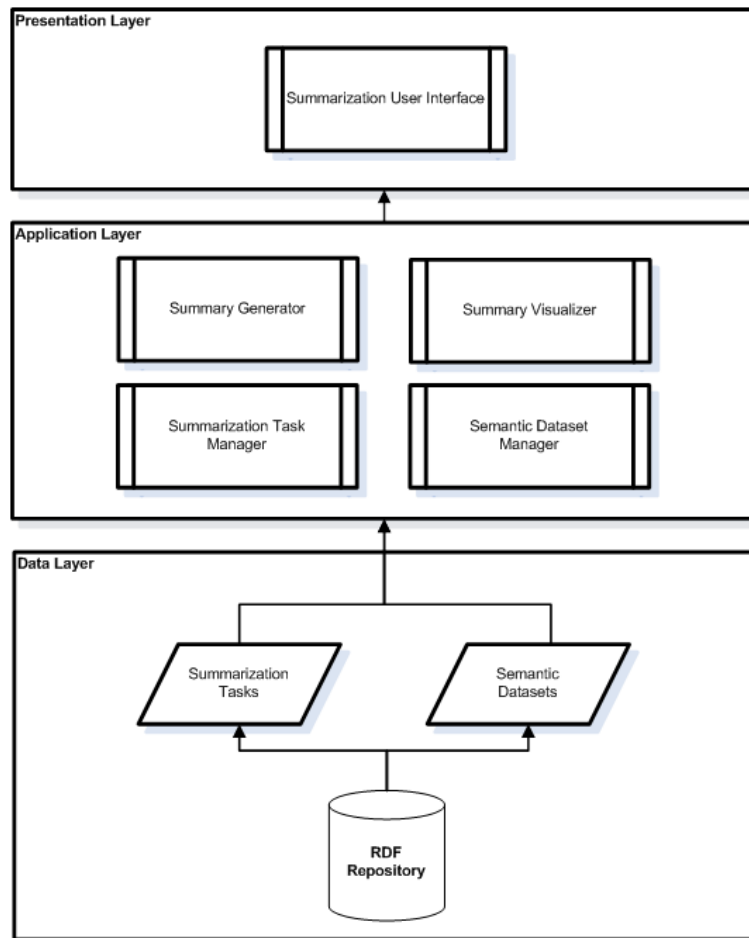 Presentation Layer
Summarization User Interface
Application Layer
Summary Generator
Summary Visualizer
Summarization Task
Manager
Semantic Dataset
Manager
Data Layer
Summarization
Tasks
Semantic
Datasets
RDF
Repository